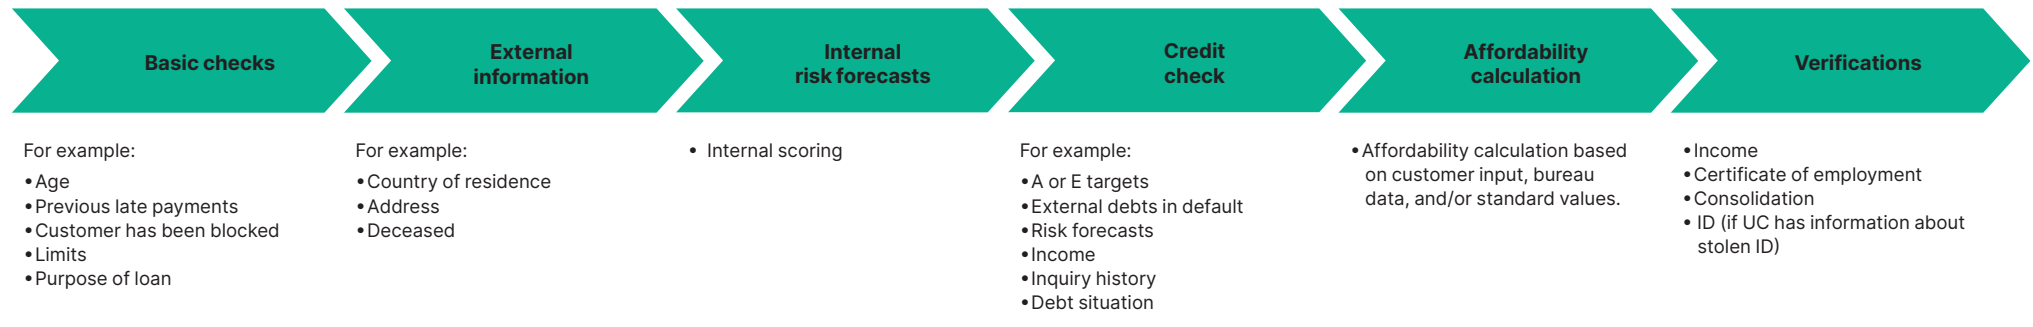 Basic checks
External
information
Internal
risk forecasts
Credit
check
Affordability
calculation
Verifications
For example:
•Age
•Previous late payments
•Customer has been blocked
•Limits
•Purpose of loan
For example:
•Country of residence
•Address
•Deceased
• Internal scoring
For example:
•A or E targets
•External debts in default
•Risk forecasts
•Income
•Inquiry history
•Debt situation
•Affordability calculation based
on customer input, bureau
data, and/or standard values.
•Income
•Certificate of employment
•Consolidation
• ID (if UC has information about
stolen ID)